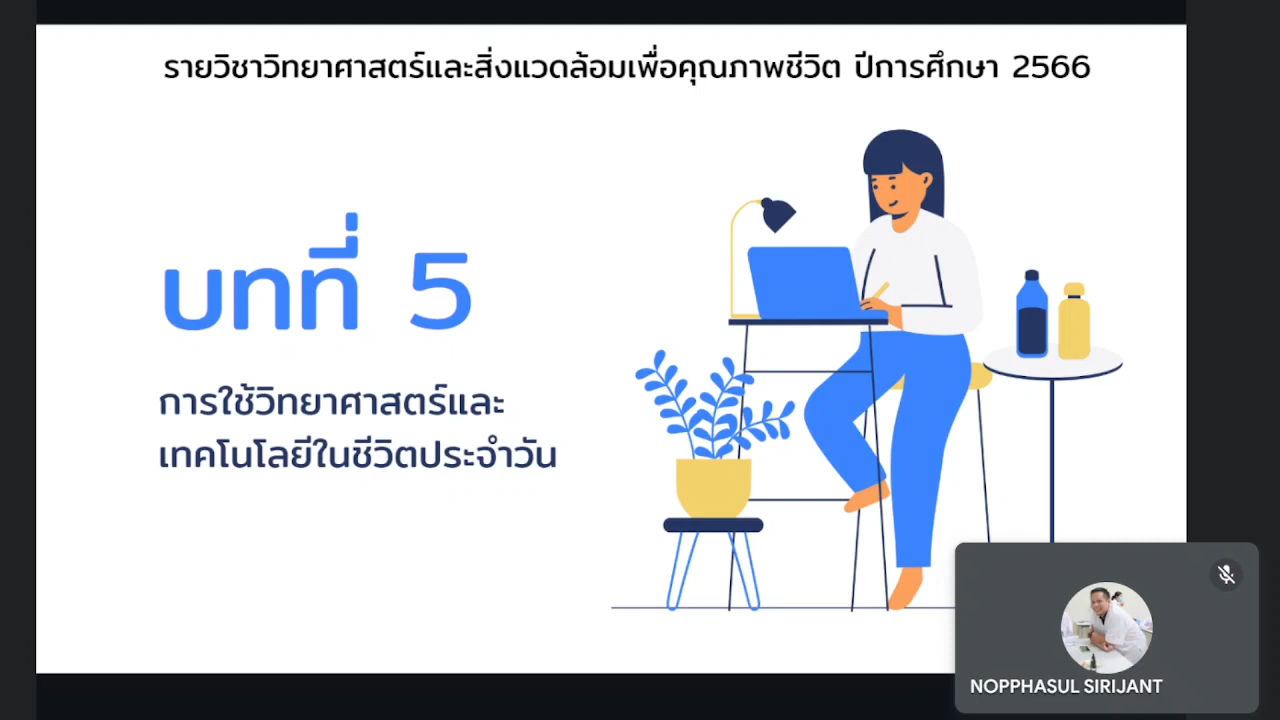 รายวิชาวิทยาศาสตร์และสิ่งแวดล้อมเพื่อคุณภาพชีวิต ปีการศึกษา 2566
บทที่ 5
การใช้วิทยาศาสตร์และ
เทคโนโลยีในชีวิตประจำวัน
NOPPHASUL SIRIJANT